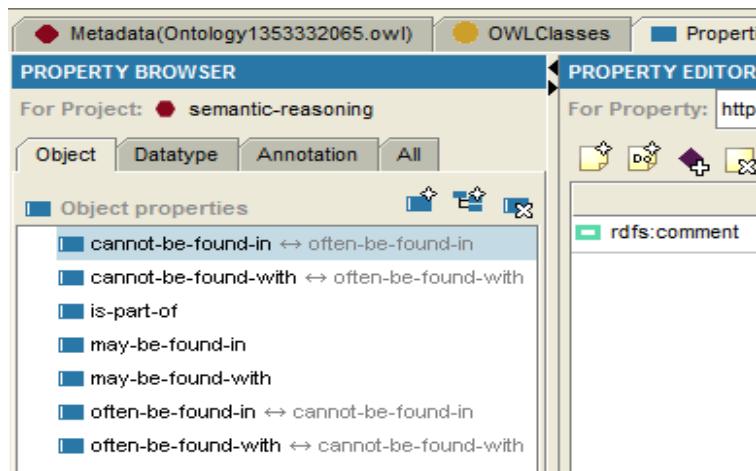 Metadata(Ontology1353332065.owl) OWLClasses Properti
PROPERTY BROWSER PROPERTY EDITOR
For Project: semantic-reasoning For Property: http
Object Datatype Annotation All
Object properties
rdfs:comment
cannot-be-found-in ↔ often-be-found-in
cannot-be-found-with ↔ often-be-found-with
is-part-of
may-be-found-in
may-be-found-with
often-be-found-in ↔ cannot-be-found-in
often-be-found-with ↔ cannot-be-found-with